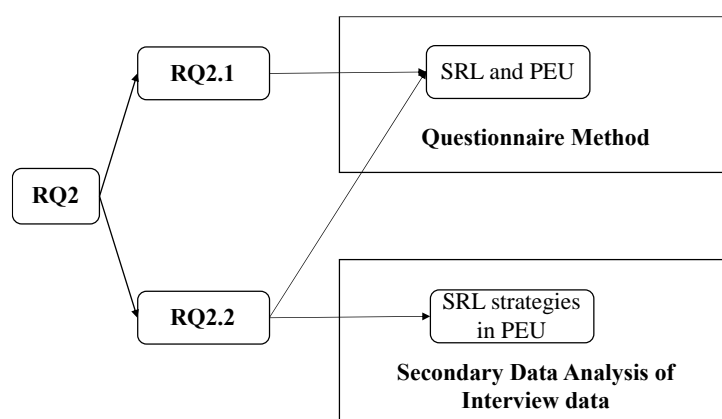 RQ2.1
SRL and PEU
Questionnaire Method
RQ2
RQ2.2
SRL strategies
in PEU
Secondary Data Analysis of
Interview data